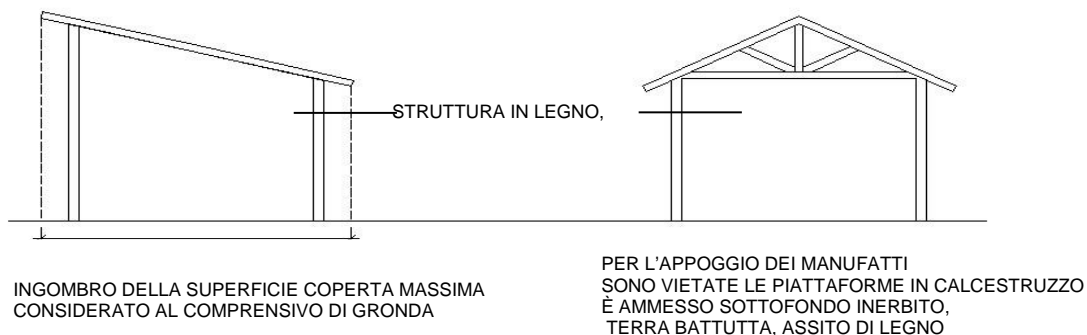 STRUTTURA IN LEGNO,
INGOMBRO DELLA SUPERFICIE COPERTA MASSIMA
CONSIDERATO AL COMPRENSIVO DI GRONDA
PER L'APPOGGIO DEI MANUFATTI
SONO VIETATE LE PIATTAFORME IN CALCESTRUZZO
È AMMESSO SOTTOFONDO INERBITO,
TERRA BATTUTTA, ASSITO DI LEGNO